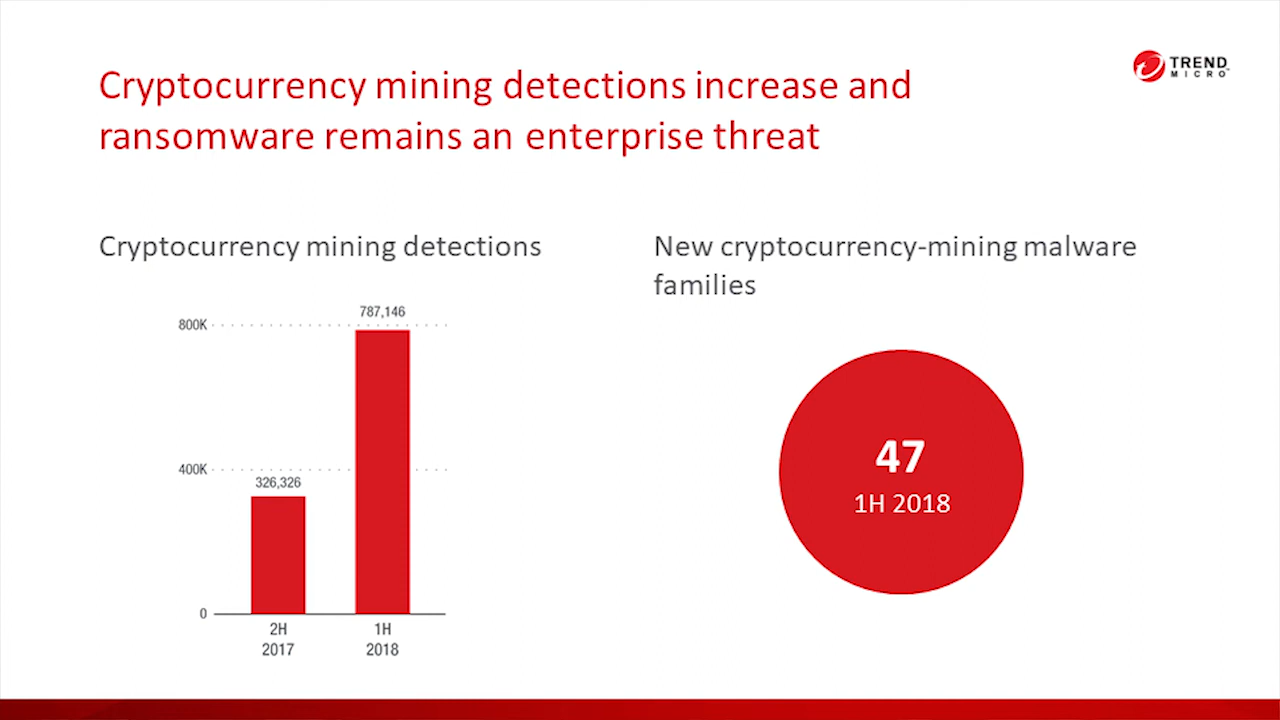 TREND
MICRO™
Cryptocurrency mining detections increase and
ransomware remains an enterprise threat
Cryptocurrency mining detections
800K
787,146
400K
326,326
0
2H
2017
1H
2018
New cryptocurrency-mining malware
families
47
1H 2018